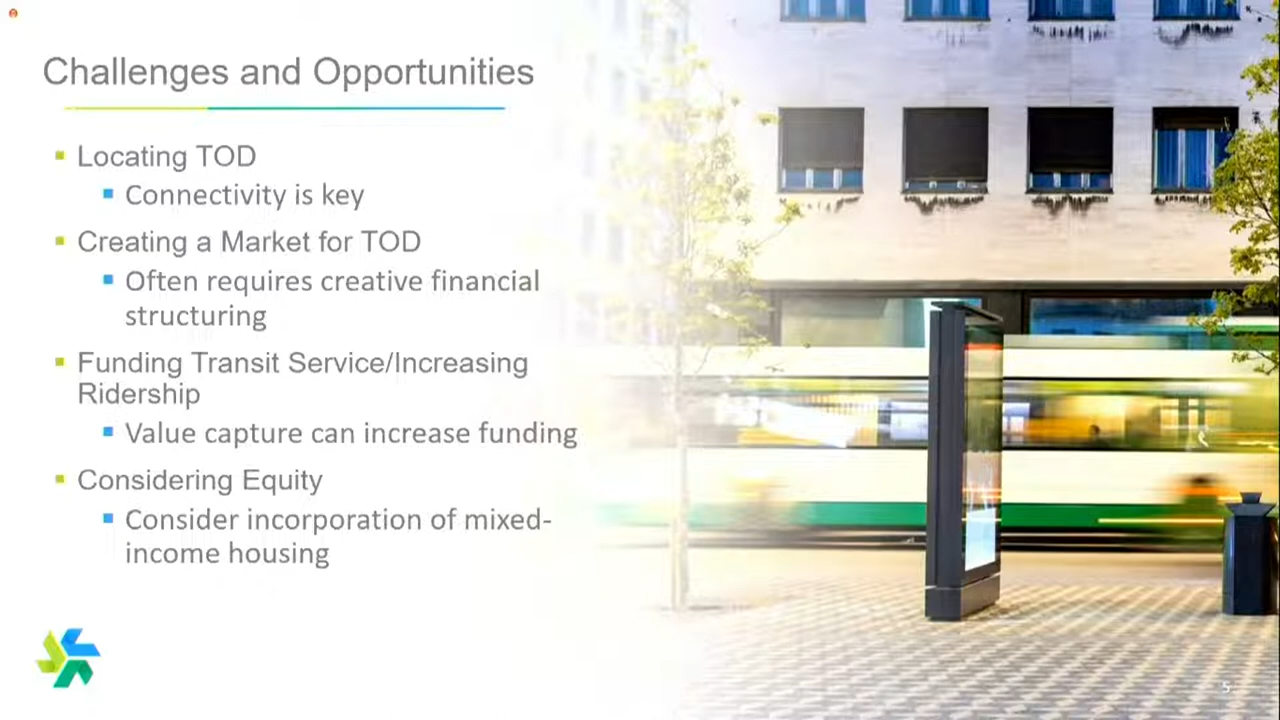 Challenges and Opportunities
Locating TOD
Connectivity is key
Creating a Market for TOD
Often requires creative financial
structuring
Funding Transit Service/Increasing
Ridership
Value capture can increase funding
Considering Equity
Consider incorporation of mixed-
income housing
5